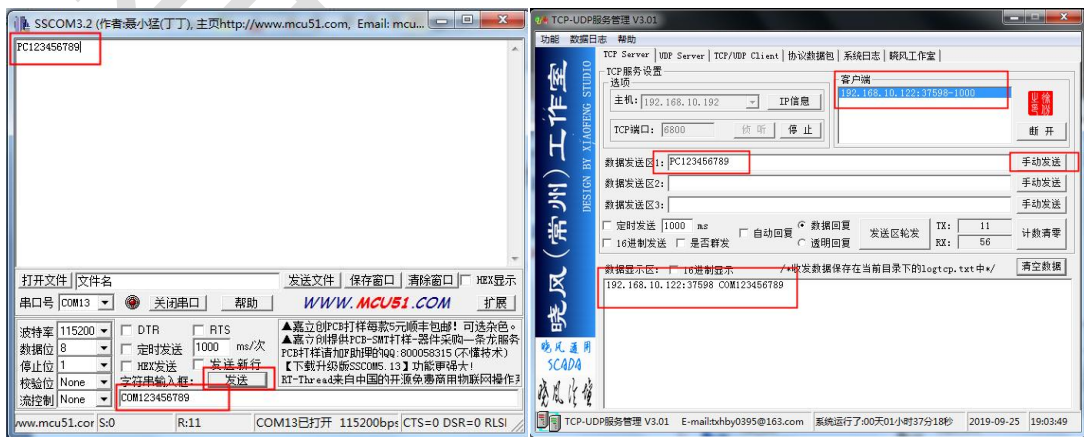 SSCOM3.2 (作者:聂小猛(丁丁), 主页http://www.mcu51.com, Email: mcu...
PC123456789
打开文件 文件名 发送文件 保存窗口 清除窗口 HEX显示
串口号 COM13 关闭串口 帮助 WWW.MCU51.COM 扩展
波特率 115200 DTR RTS
数据位 8 定时发送 1000 ms/次
停止位 1 HEX发送 发送新行
校验位 None 字符串输入框: 发送
流控制 None COM123456789
▲嘉立创PCB打样每款5元顺丰包邮！可选杂色。
▲嘉立创提供PCB-SMT打样-器件采购一条龙服务
PCB打样请加下助理的QQ:800058315(不懂技术)
【下载升级版SSCOM5.13】功能更强大!
RT-Thread来自中国的开源免费商用物联网操作系
www.mcu51.cor S:0 R:11 COM13已打开 115200bps CTS=0 DSR=0 RLSI
TCP-UDP服务管理 V3.01
功能 数据日志 帮助
TCP Server UDP Server TCP/UDP Client 协议数据包 系统日志 晓风工作室
TCP服务设置
选项
主机: 192.168.10.192 IP信息
TCP端口: 6800 侦听 停止
客户端
192.168.10.122:37598-1000
断开
数据发送区1: PC123456789 手动发送
数据发送区2: 手动发送
数据发送区3: 手动发送
定时发送 1000 ms 自动回复 数据回复 发送区轮发 TX: 11 计数清零
16进制发送 是否群发 透明回复 RX: 56
数据显示区: 16进制显示 /*收发数据保存在当前目录下的logtcp.txt中*/ 清空数据
192.168.10.122:37598 COM123456789
晓风(常州)工作室
DESIGN BY XIAOFENG STUDIO
晓风通用
SCADA
TCP-UDP服务管理 V3.01 E-mail:txhby0395@163.com 系统运行了:00天01小时37分18秒 2019-09-25 19:03:49